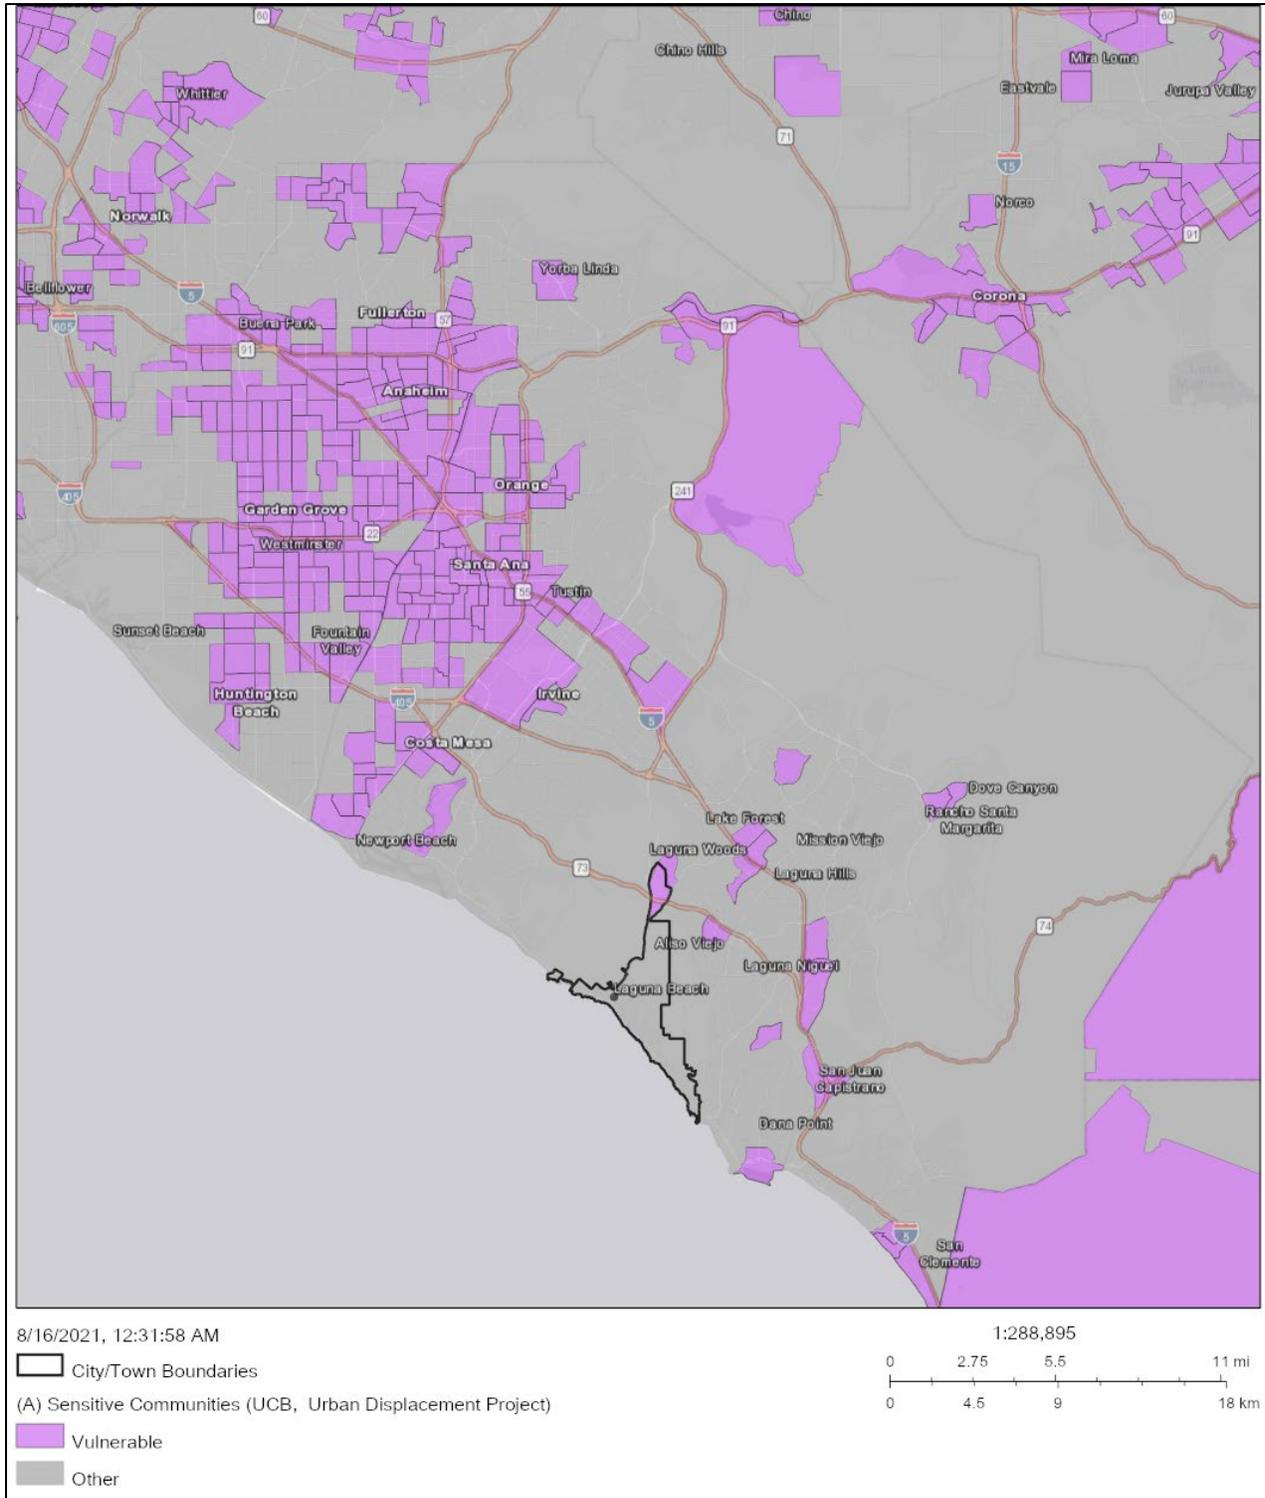 60
Chino
60
Chino Hills
Mira Loma
Whittier
Eastvale
Jurupa Valley
71
15
Norwalk
Norco
91
Yorba Linda
Bellflower
5
Corona
605
Buena Park
Fullerton
57
91
91
Lake
Mathews
Anaheim
Orange
405
241
Garden Grove
22
Westminster
Santa Ana
55
Tustin
Sunset Beach
Fountain
Valley
Huntington
Beach
405
Irvine
5
Costa Mesa
Dove Canyon
Rancho Santa
Margarita
Lake Forest
Newport Beach
Mission Viejo
Laguna Woods
73
Laguna Hills
74
Aliso Viejo
Laguna Niguel
Laguna Beach
San Juan
Capistrano
Dana Point
5
San
Clemente
8/16/2021, 12:31:58 AM
1:288,895
0 2.75 5.5 11 mi
0 4.5 9 18 km
City/Town Boundaries
(A) Sensitive Communities (UCB, Urban Displacement Project)
Vulnerable
Other